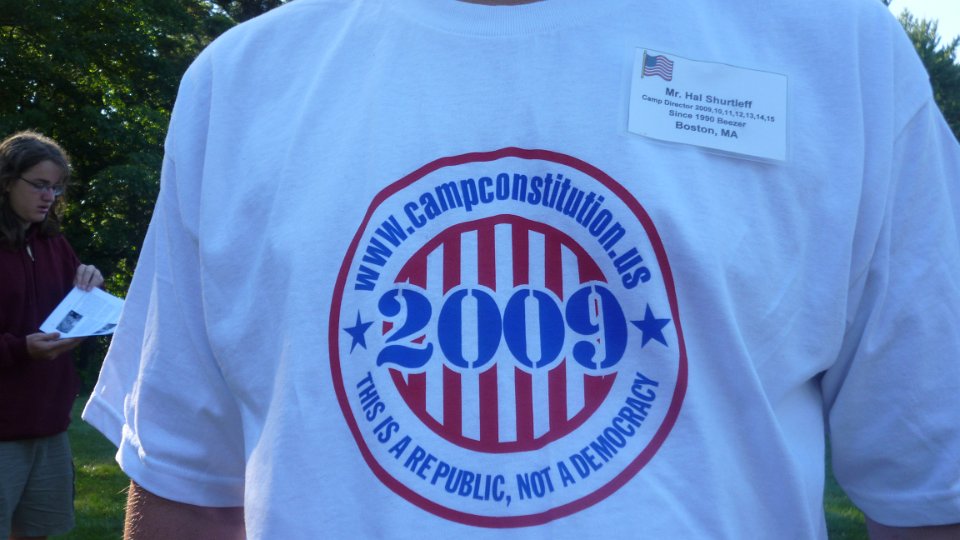 Mr. Hal Shurtleff
Camp Director 2009,10,11,12,13,14,15
Since 1990 Beezer
Boston, MA
www.campconstitution.us
2009
THIS IS A REPUBLIC, NOT A DEMOCRACY